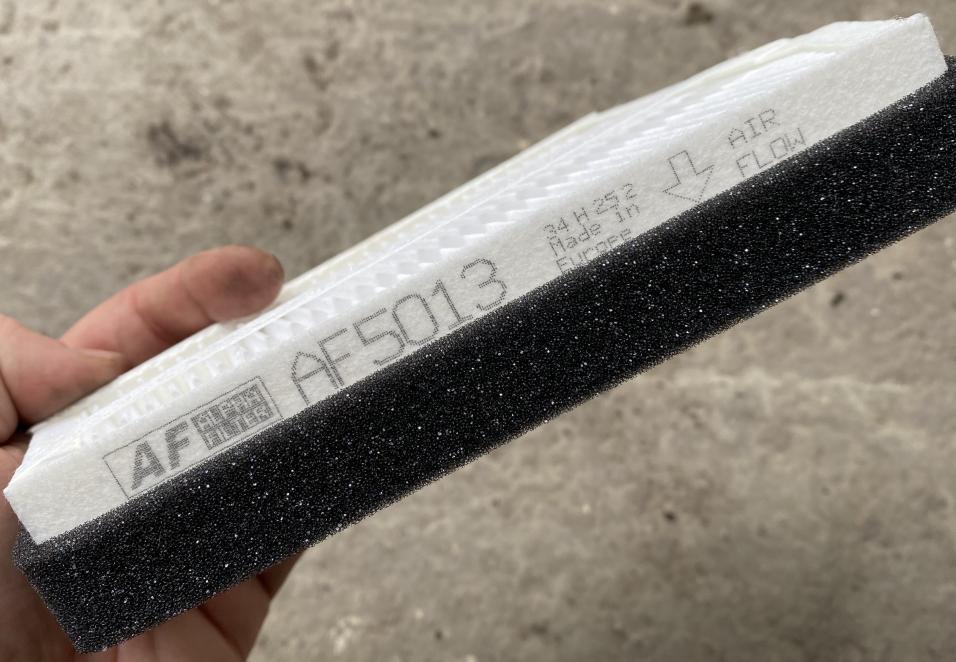 AF
AF5013
34 H 25 2
Made in
Europe
AIR
FLOW